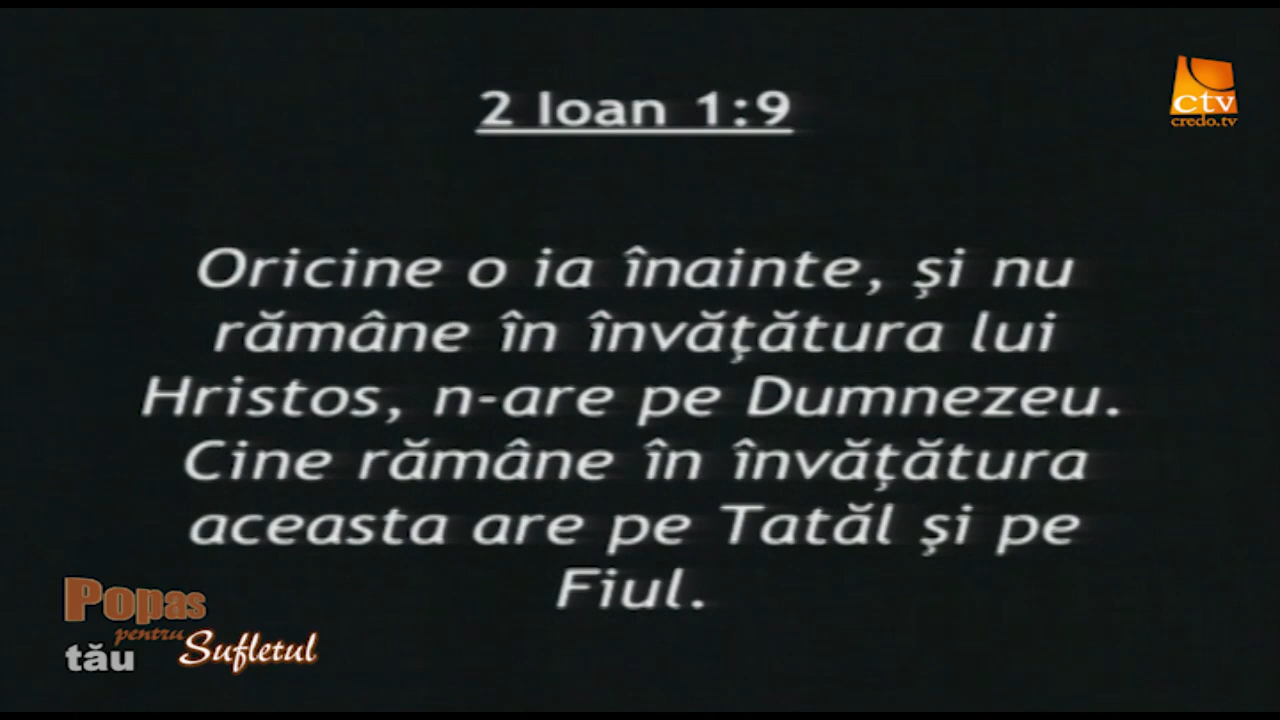 2 Ioan 1:9
ctv
credo.tv
Oricine o ia înainte, şi nu
rămâne în învăţătura lui
Hristos, n-are pe Dumnezeu.
Cine rămâne în învăţătura
aceasta are pe Tatăl şi pe
Fiul.
Popas
pentru
tău Sufletul